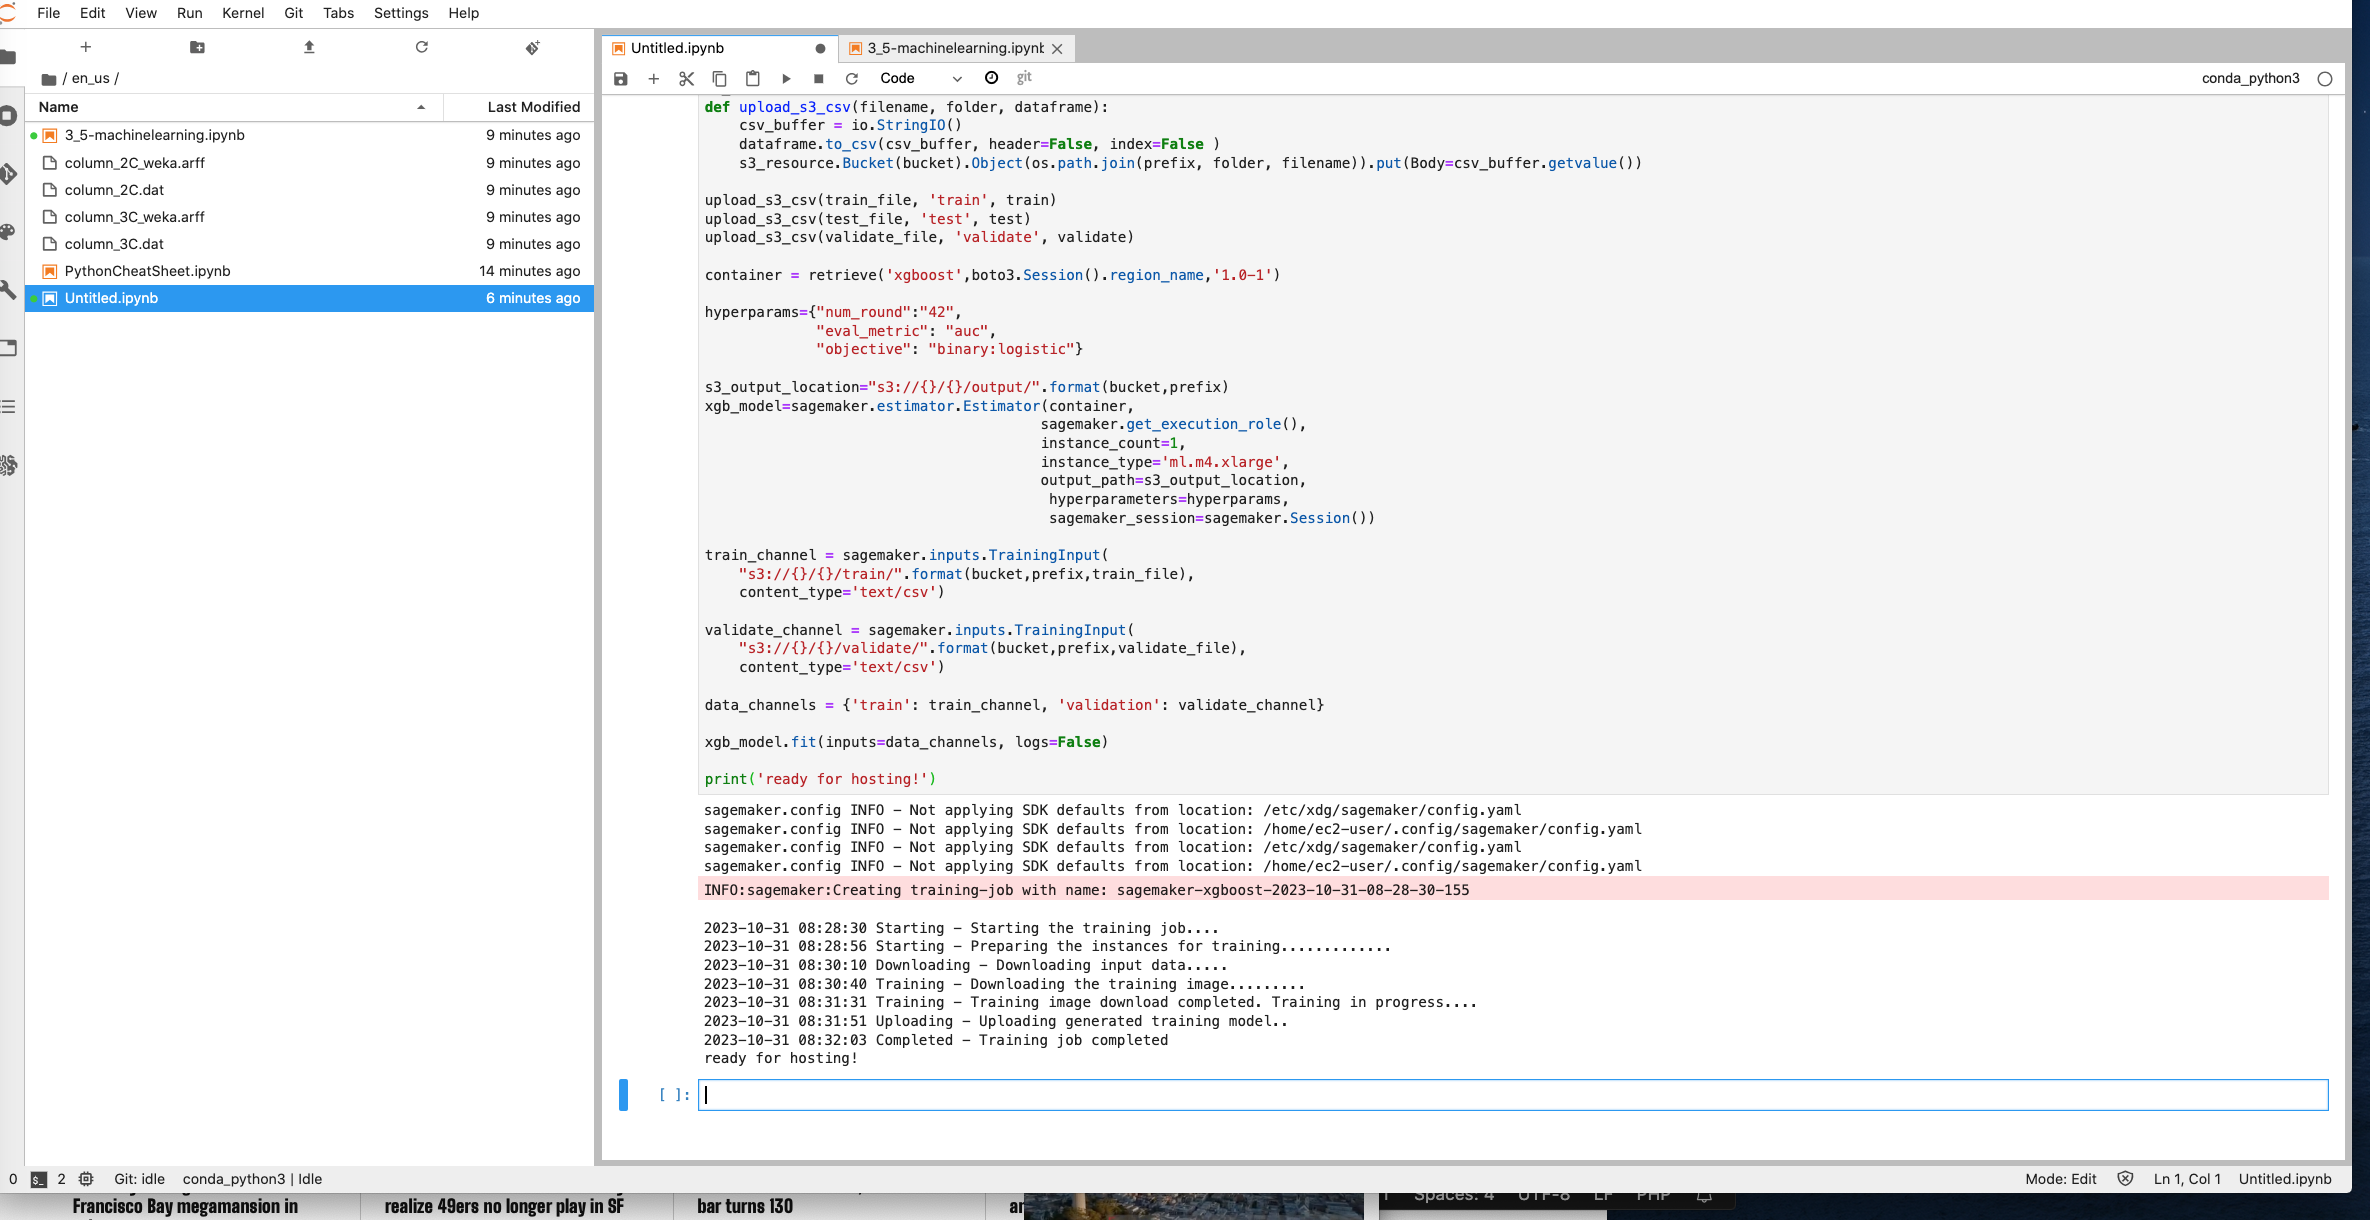 File Edit View Run Kernel Git Tabs Settings Help
/ en_us /
Name Last Modified
3_5-machinelearning.ipynb 9 minutes ago
column_2C_weka.arff 9 minutes ago
column_2C.dat 9 minutes ago
column_3C_weka.arff 9 minutes ago
column_3C.dat 9 minutes ago
PythonCheatSheet.ipynb 14 minutes ago
Untitled.ipynb 6 minutes ago
Untitled.ipynb 3_5-machinelearning.ipynb
Code git conda_python3
def upload_s3_csv(filename, folder, dataframe):
    csv_buffer = io.StringIO()
    dataframe.to_csv(csv_buffer, header=False, index=False )
    s3_resource.Bucket(bucket).Object(os.path.join(prefix, folder, filename)).put(Body=csv_buffer.getvalue())
upload_s3_csv(train_file, 'train', train)
upload_s3_csv(test_file, 'test', test)
upload_s3_csv(validate_file, 'validate', validate)
container = retrieve('xgboost',boto3.Session().region_name,'1.0-1')
hyperparams={"num_round":"42",
             "eval_metric": "auc",
             "objective": "binary:logistic"}
s3_output_location="s3://{}/{}/output/".format(bucket,prefix)
xgb_model=sagemaker.estimator.Estimator(container,
                                       sagemaker.get_execution_role(),
                                       instance_count=1,
                                       instance_type='ml.m4.xlarge',
                                       output_path=s3_output_location,
                                        hyperparameters=hyperparams,
                                        sagemaker_session=sagemaker.Session())
train_channel = sagemaker.inputs.TrainingInput(
    "s3://{}/{}/train/".format(bucket,prefix,train_file),
    content_type='text/csv')
validate_channel = sagemaker.inputs.TrainingInput(
    "s3://{}/{}/validate/".format(bucket,prefix,validate_file),
    content_type='text/csv')
data_channels = {'train': train_channel, 'validation': validate_channel}
xgb_model.fit(inputs=data_channels, logs=False)
print('ready for hosting!')
sagemaker.config INFO - Not applying SDK defaults from location: /etc/xdg/sagemaker/config.yaml
sagemaker.config INFO - Not applying SDK defaults from location: /home/ec2-user/.config/sagemaker/config.yaml
sagemaker.config INFO - Not applying SDK defaults from location: /etc/xdg/sagemaker/config.yaml
sagemaker.config INFO - Not applying SDK defaults from location: /home/ec2-user/.config/sagemaker/config.yaml
INFO:sagemaker:Creating training-job with name: sagemaker-xgboost-2023-10-31-08-28-30-155
2023-10-31 08:28:30 Starting - Starting the training job....
2023-10-31 08:28:56 Starting - Preparing the instances for training.............
2023-10-31 08:30:10 Downloading - Downloading input data.....
2023-10-31 08:30:40 Training - Downloading the training image.........
2023-10-31 08:31:31 Training - Training image download completed. Training in progress....
2023-10-31 08:31:51 Uploading - Uploading generated training model..
2023-10-31 08:32:03 Completed - Training job completed
ready for hosting!
[ ]:
0 $_ 2 Git: idle conda_python3 | Idle Mode: Edit Ln 1, Col 1 Untitled.ipynb
Francisco Bay megamansion in realize 49ers no longer play in SF bar turns 130
Spaces: 4 UTF-8 LF PHP